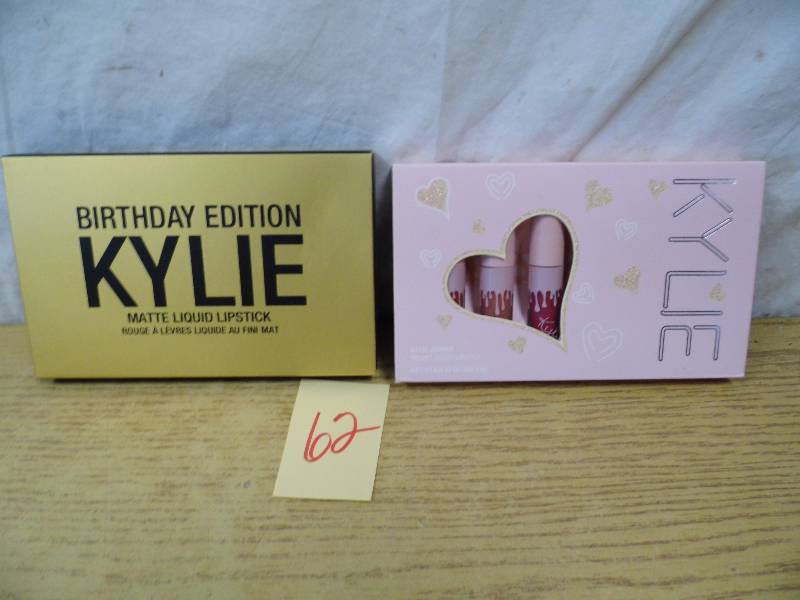 BIRTHDAY EDITION
KYLIE
MATTE LIQUID LIPSTICK
ROUGE À LÈVRES LIQUIDE AU FINI MAT
KYLIE
62